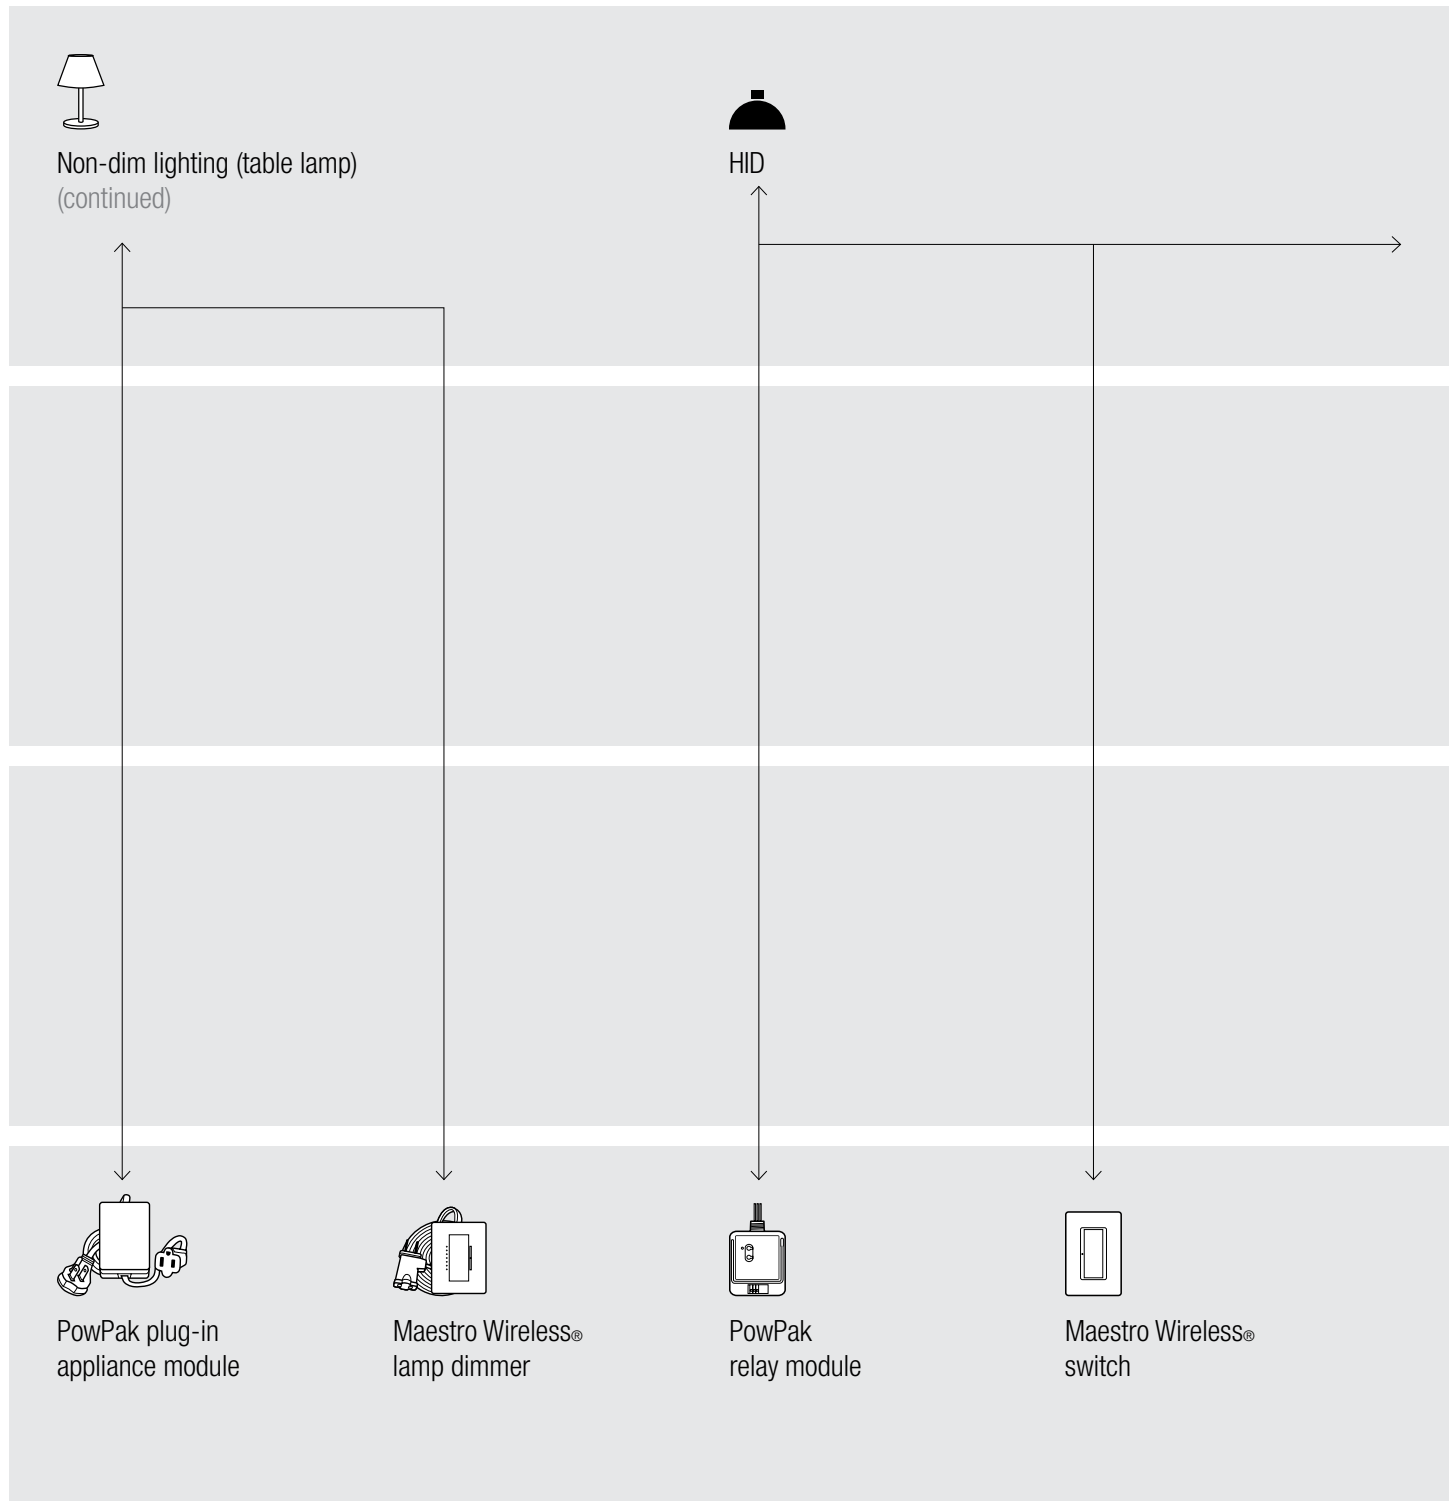 Non-dim lighting (table lamp)
(continued)
HID
PowPak plug-in
appliance module
Maestro Wireless®
lamp dimmer
PowPak
relay module
Maestro Wireless®
switch